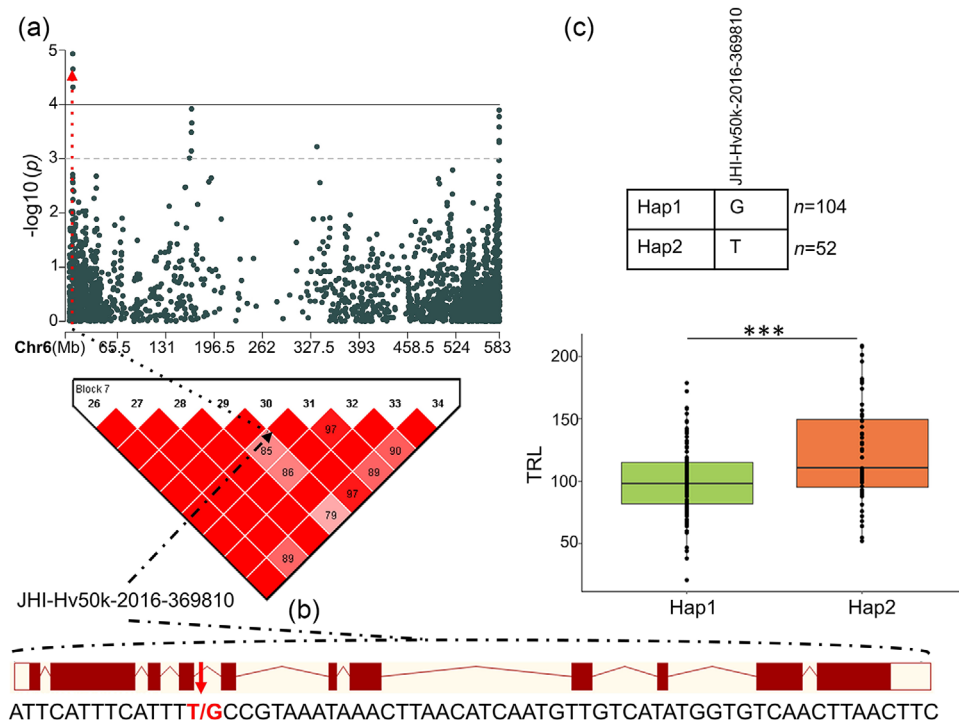 (a)
5
4
3
2
1
0
-log10 (p)
Chr6(Mb) 65.5 131 196.5 262 327.5 393 458.5 524 583
Block 7
26 27 28 29 30 31 32 33 34
97
85 90
86 89
97
79
89
JHI-Hv50k-2016-369810
(b)
ATTCATTTCATTTT/GCCGTAAATAAACTTAACATCAATGTTGTCATATGGTGTCAACTTAACTTC
(c)
JHI-Hv50k-2016-369810
Hap1 G n=104
Hap2 T n=52
***
200
150
100
50
TRL
Hap1 Hap2